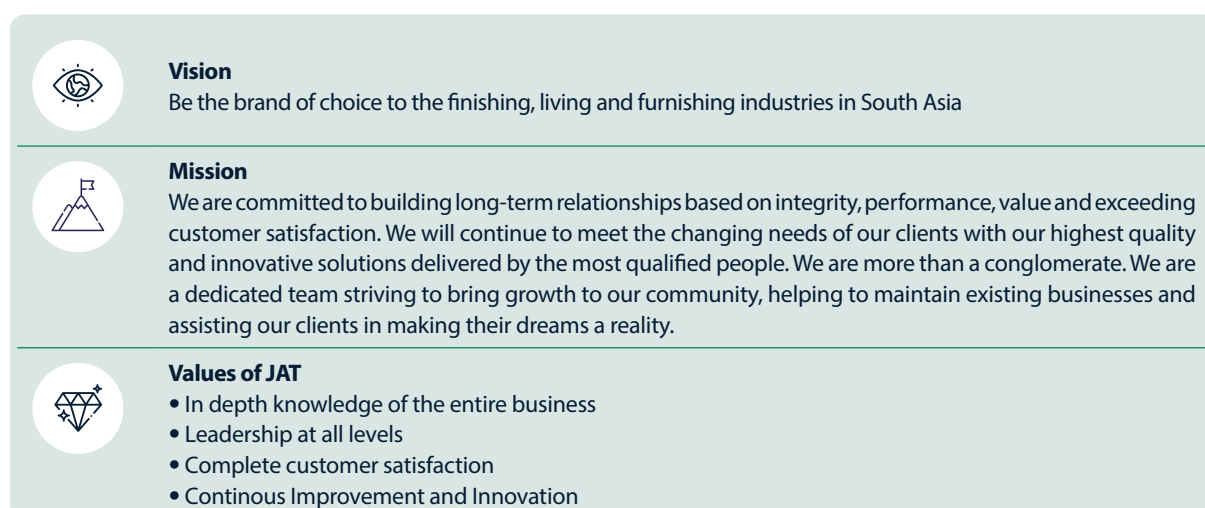 Vision
Be the brand of choice to the finishing, living and furnishing industries in South Asia
Mission
We are committed to building long-term relationships based on integrity, performance, value and exceeding
customer satisfaction. We will continue to meet the changing needs of our clients with our highest quality
and innovative solutions delivered by the most qualified people. We are more than a conglomerate. We are
a dedicated team striving to bring growth to our community, helping to maintain existing businesses and
assisting our clients in making their dreams a reality.
Values of JAT
• In depth knowledge of the entire business
• Leadership at all levels
• Complete customer satisfaction
• Continous Improvement and Innovation